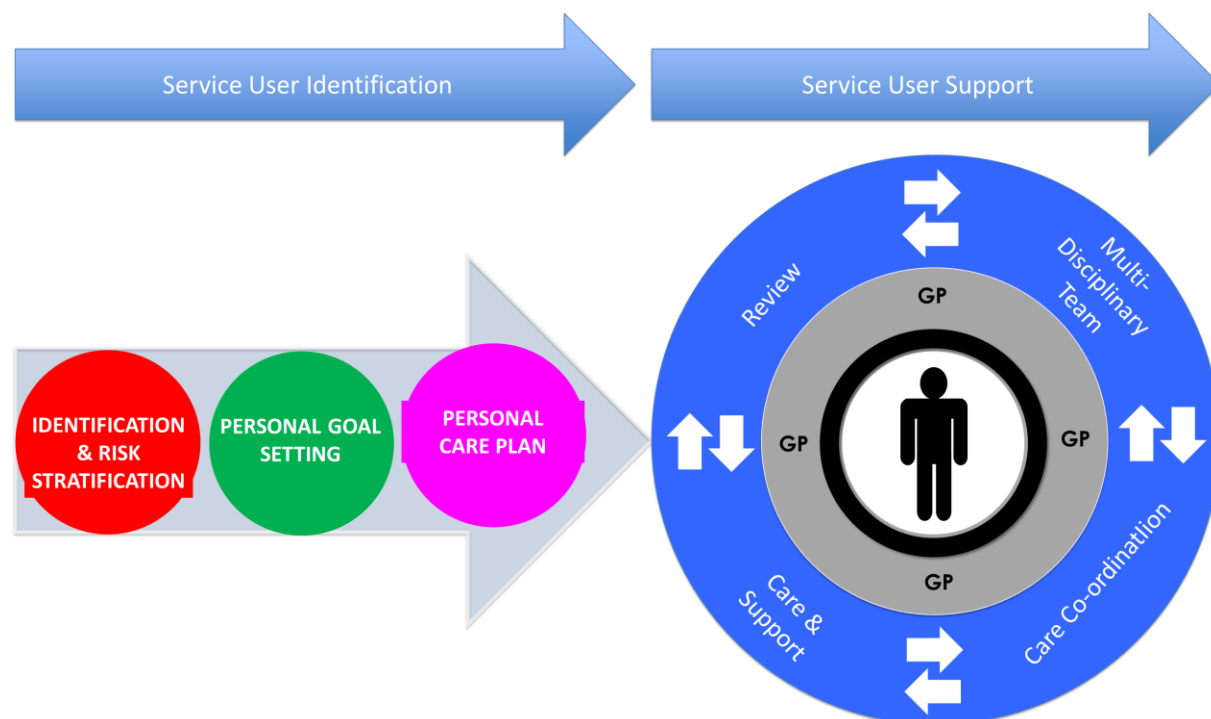 Service User Identification
Service User Support
IDENTIFICATION
& RISK
STRATIFICATION
PERSONAL GOAL
SETTING
PERSONAL
CARE PLAN
Review
Multi-
Disciplinary
Team
Care Co-ordinatlion
Care &
Support
GP
GP
GP
GP